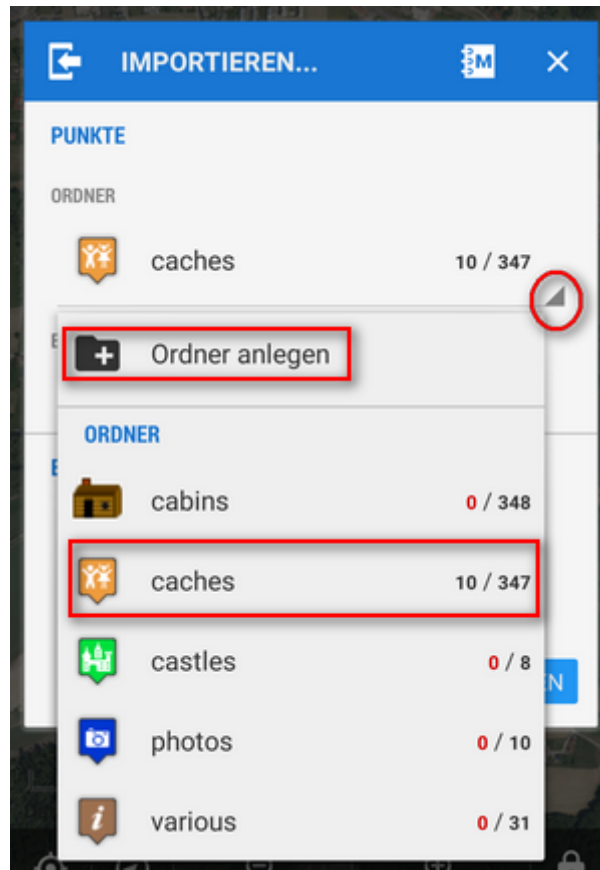 IMPORTIEREN...
M
PUNKTE
ORDNER
caches 10 / 347
Ordner anlegen
ORDNER
cabins 0 / 348
caches 10 / 347
castles 0 / 8
photos 0 / 10
various 0 / 31